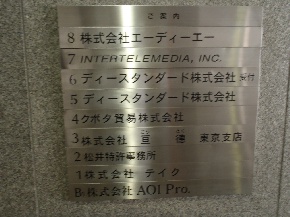 ご案内
8 株式会社エーディーエー
7 INTERTELEMEDIA, INC.
6 ディースタンダード株式会社 受付
5 ディースタンダード株式会社
4 クボタ貿易株式会社
3 株式会社 亘徳 東京支店
2 松井特許事務所
1 株式会社 テイク
B 株式会社 AOI Pro.